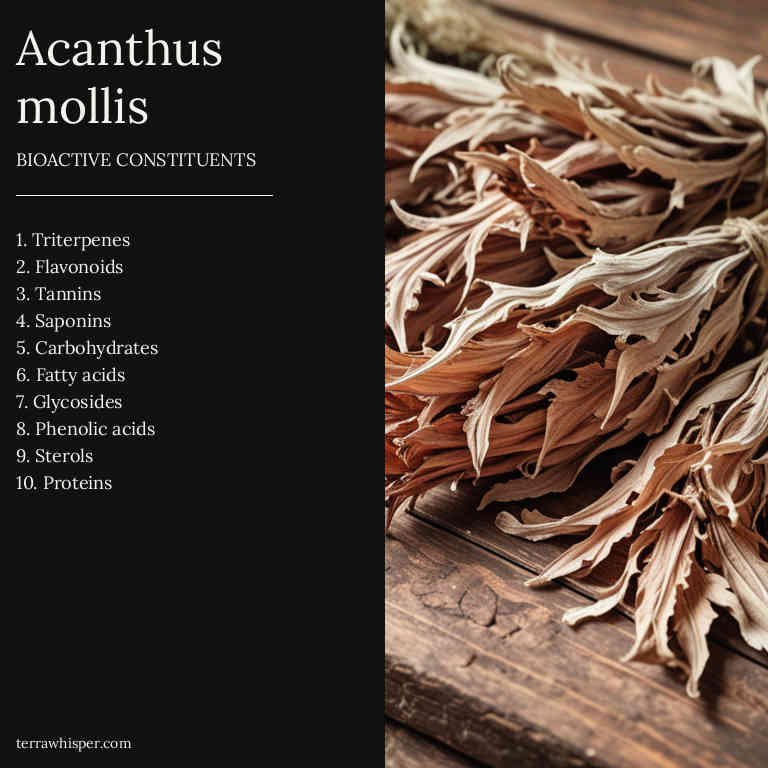 Acanthus
mollis
BIOACTIVE CONSTITUENTS
1. Triterpenes
2. Flavonoids
3. Tannins
4. Saponins
5. Carbohydrates
6. Fatty acids
7. Glycosides
8. Phenolic acids
9. Sterols
10. Proteins
terrawhisper.com